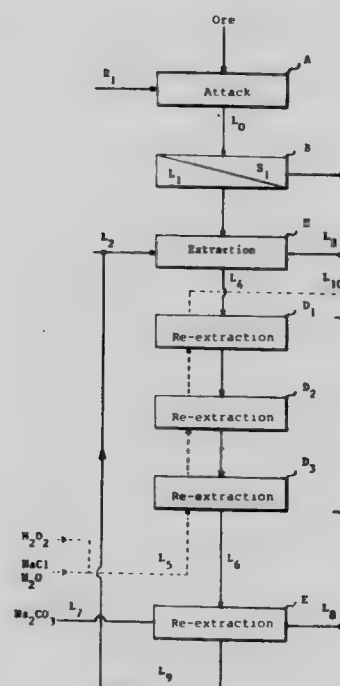 Ore
A
R₁
Attack
L₀
B
L₁
S₁
L₂
Extraction
L₃
L₄
L₁₀
D₁
Re-extraction
D₂
Re-extraction
D₃
Re-extraction
H₂O₂
NaCl
H₂O
L₅
L₆
Na₂CO₃
L₇
E
Re-extraction
L₈
L₉